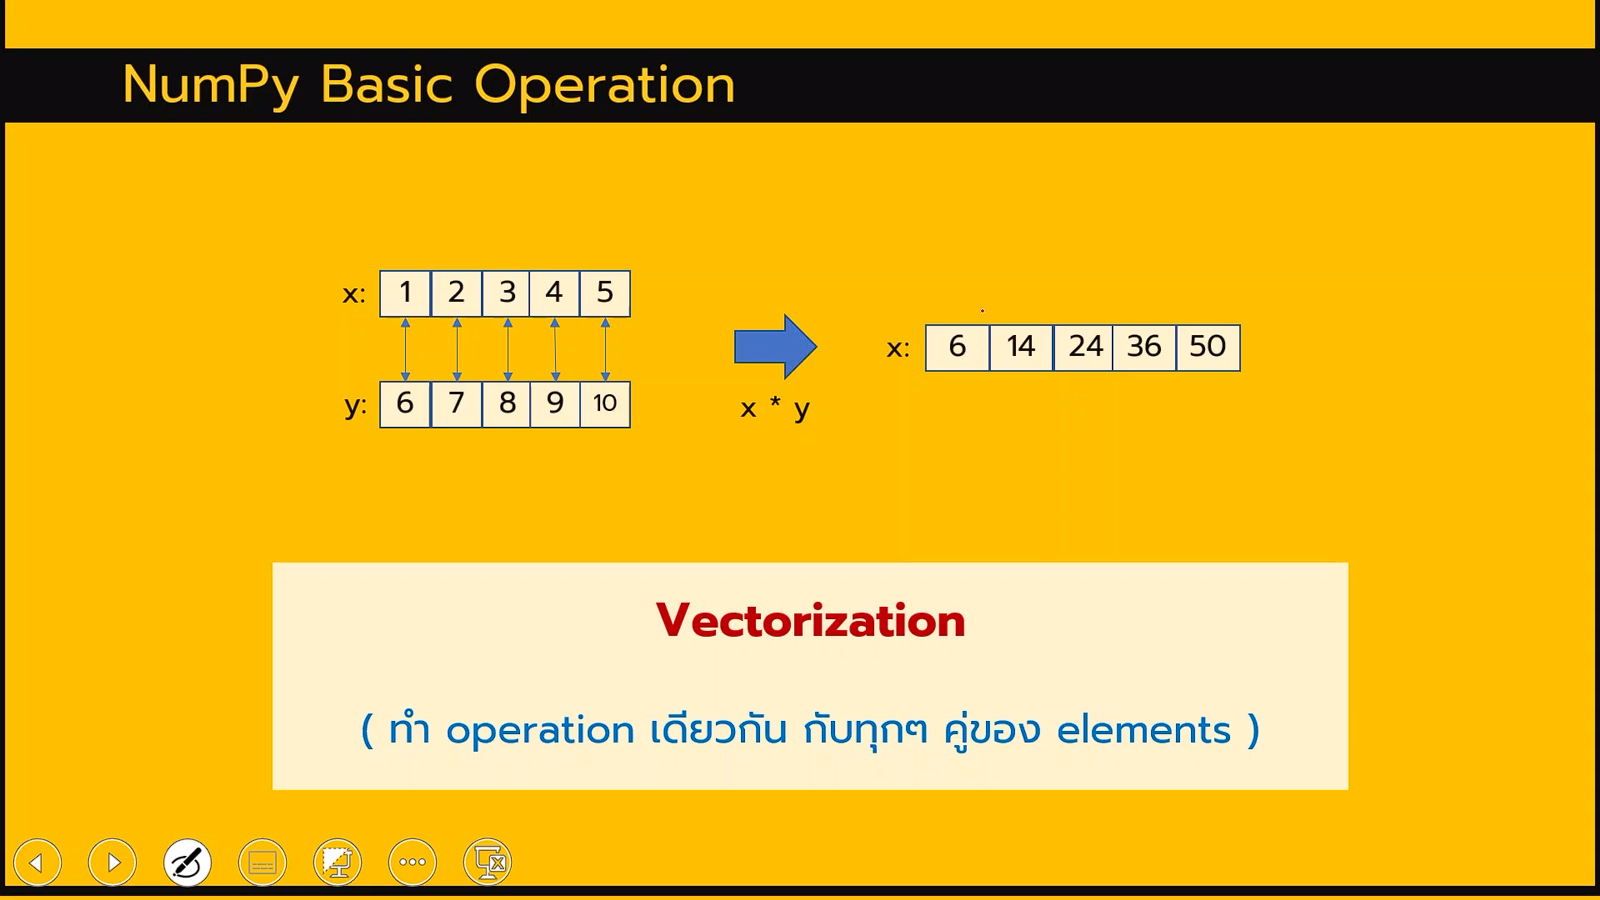 NumPy Basic Operation
x: 1 2 3 4 5
y: 6 7 8 9 10
x * y
x: 6 14 24 36 50
Vectorization
( ทำ operation เดียวกัน กับทุกๆ คู่ของ elements )